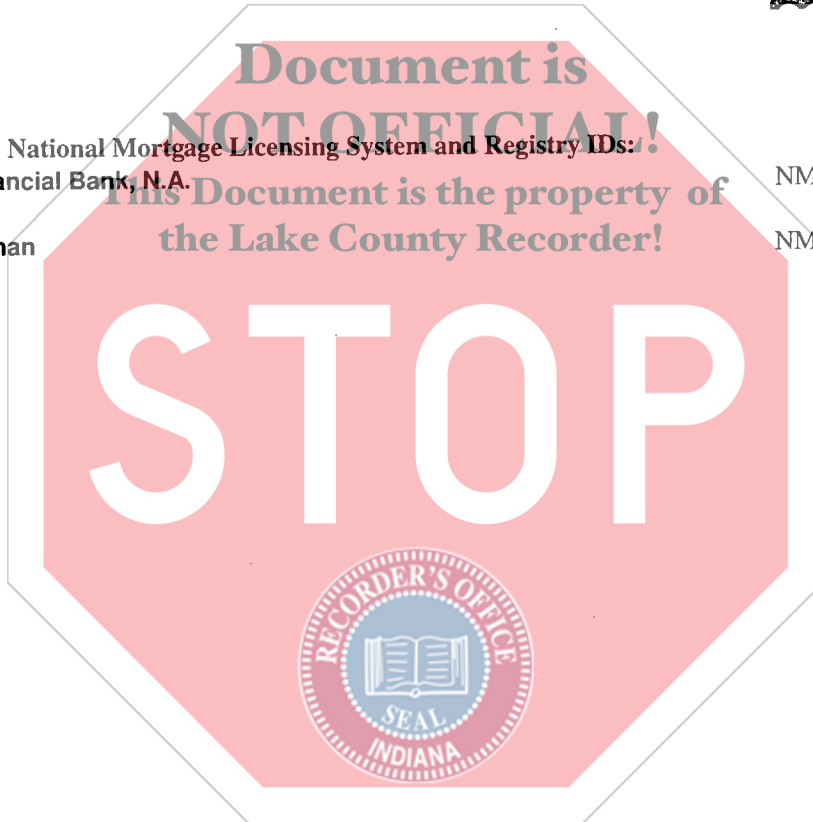 Document is
NOT OFFICIAL!
National Mortgage Licensing System and Registry IDs:
ancial Bank, N.A.
NM
This Document is the property of
the Lake County Recorder!
nan
NM
STOP
RECORDER'S OFFICE
SEAL
INDIANA